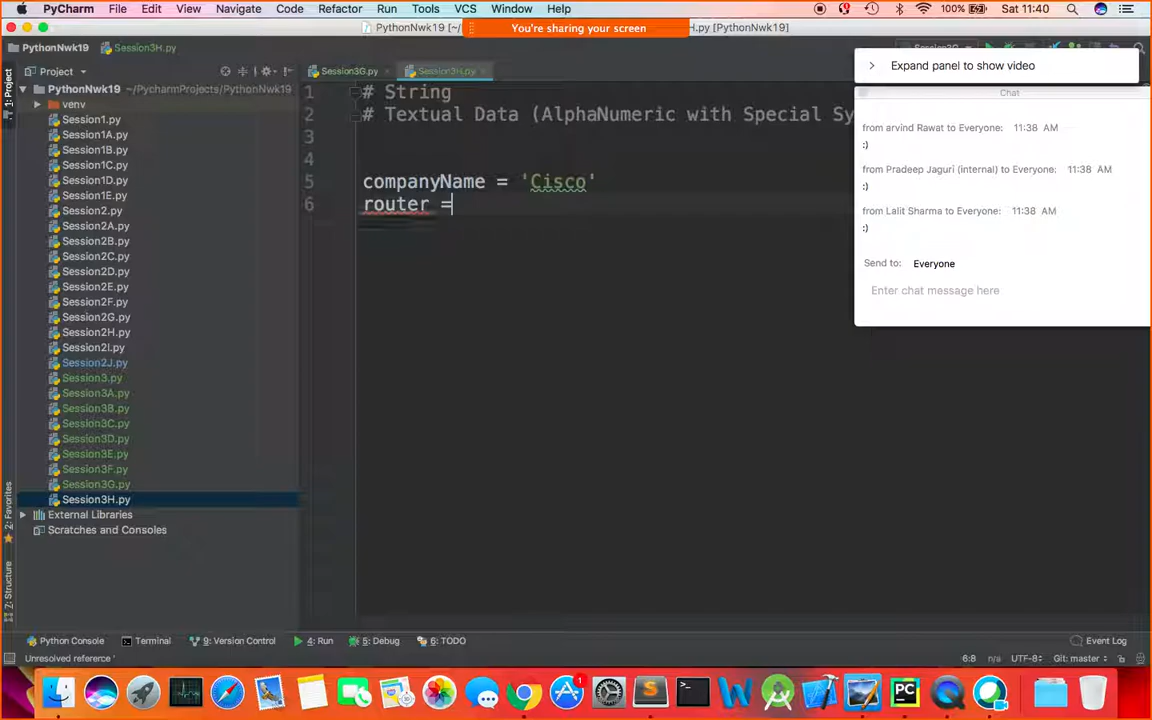 PyCharm File Edit View Navigate Code Refactor Run Tools VCS Window Help 100% Sat 11:40
PythonNwk19 [~/ You're sharing your screen H.py [PythonNwk19]
PythonNwk19 Session3H.py
Project
Session3G.py Session3H.py
1: Project
PythonNwk19 ~/PycharmProjects/PythonNwk19
venv
Session1.py
Session1A.py
Session1B.py
Session1C.py
Session1D.py
Session1E.py
Session2.py
Session2A.py
Session2B.py
Session2C.py
Session2D.py
Session2E.py
Session2F.py
Session2G.py
Session2H.py
Session2I.py
Session2J.py
Session3.py
Session3A.py
Session3B.py
Session3C.py
Session3D.py
Session3E.py
Session3F.py
Session3G.py
Session3H.py
External Libraries
Scratches and Consoles
2: Favorites
7: Structure
1 # String
2 # Textual Data (AlphaNumeric with Special Sy
3
4
5 companyName = 'Cisco'
6 router =
Expand panel to show video
Chat
from arvind Rawat to Everyone: 11:38 AM
:)
from Pradeep Jaguri (internal) to Everyone: 11:38 AM
:)
from Lalit Sharma to Everyone: 11:38 AM
:)
Send to: Everyone
Enter chat message here
Python Console Terminal 9: Version Control 4: Run 5: Debug 6: TODO Event Log
Unresolved reference ' 6:8 n/a UTF-8 Git: master
1
PC